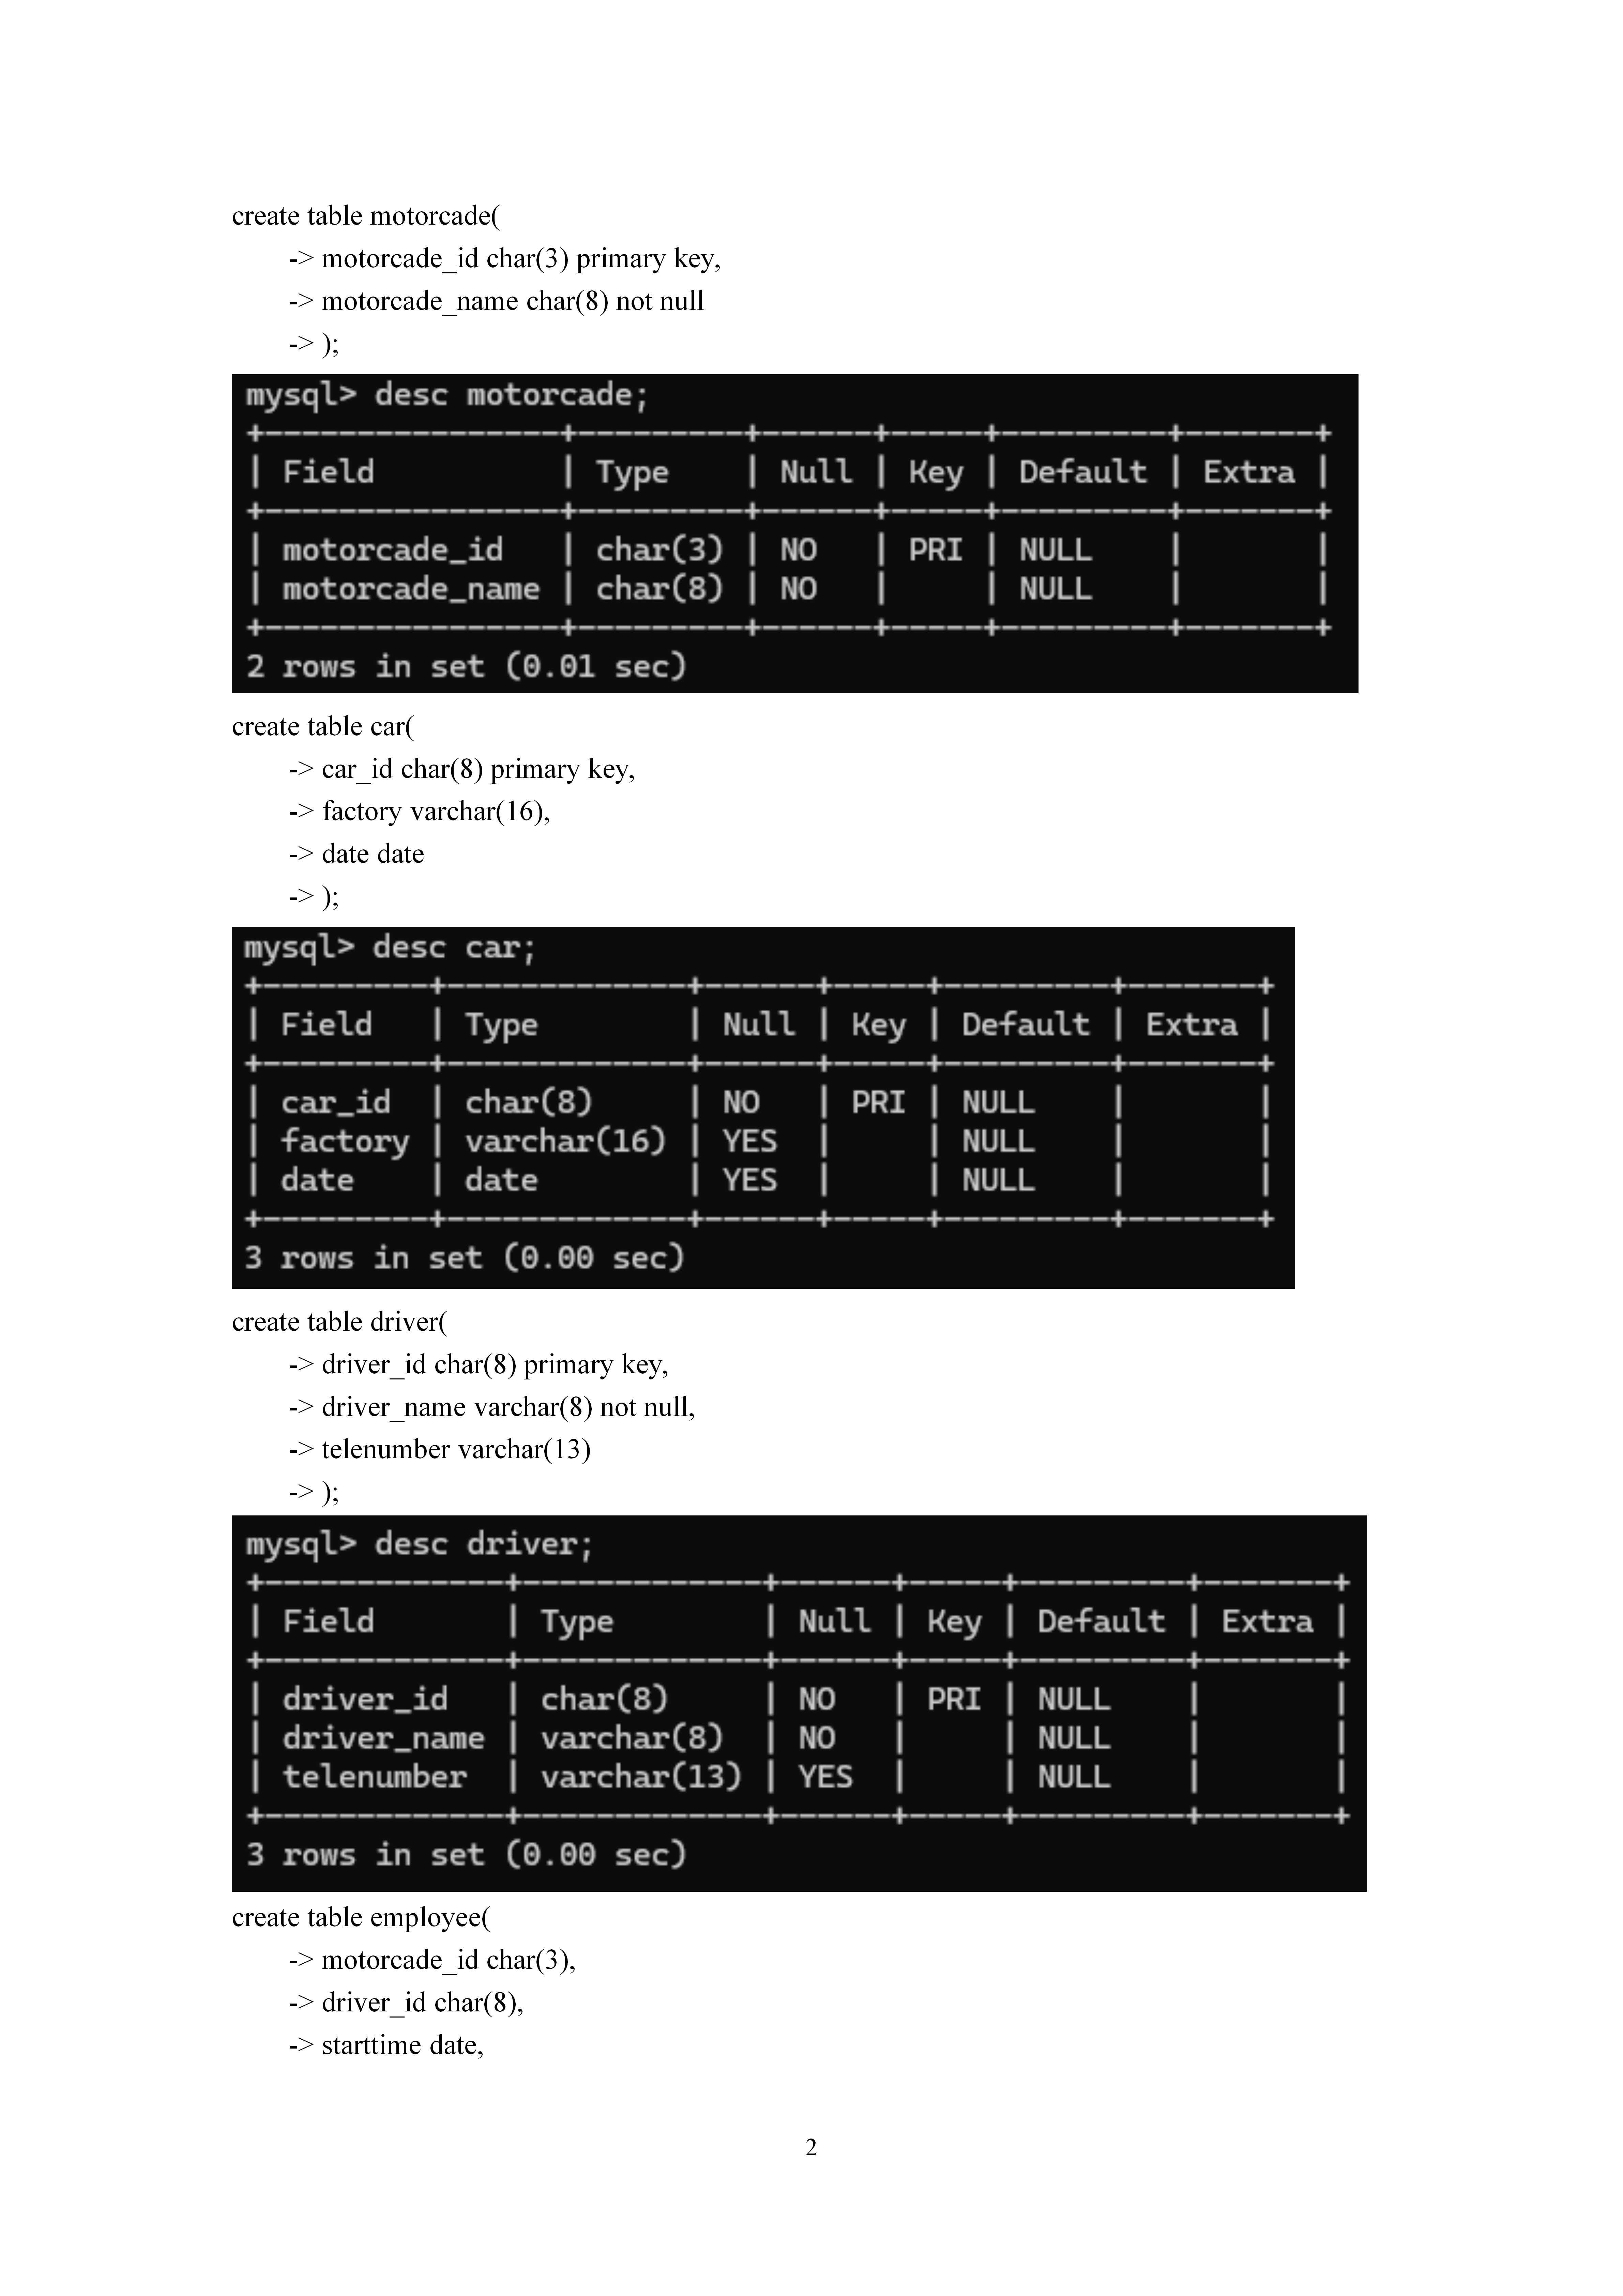 create table motorcade(
-> motorcade_id char(3) primary key,
-> motorcade_name char(8) not null
-> );
mysql> desc motorcade;
+----------------+---------+------+-----+---------+-------+
| Field          | Type    | Null | Key | Default | Extra |
+----------------+---------+------+-----+---------+-------+
| motorcade_id   | char(3) | NO   | PRI | NULL    |       |
| motorcade_name | char(8) | NO   |     | NULL    |       |
+----------------+---------+------+-----+---------+-------+
2 rows in set (0.01 sec)
create table car(
-> car_id char(8) primary key,
-> factory varchar(16),
-> date date
-> );
mysql> desc car;
+---------+-------------+------+-----+---------+-------+
| Field   | Type        | Null | Key | Default | Extra |
+---------+-------------+------+-----+---------+-------+
| car_id  | char(8)     | NO   | PRI | NULL    |       |
| factory | varchar(16) | YES  |     | NULL    |       |
| date    | date        | YES  |     | NULL    |       |
+---------+-------------+------+-----+---------+-------+
3 rows in set (0.00 sec)
create table driver(
-> driver_id char(8) primary key,
-> driver_name varchar(8) not null,
-> telenumber varchar(13)
-> );
mysql> desc driver;
+-------------+-------------+------+-----+---------+-------+
| Field       | Type        | Null | Key | Default | Extra |
+-------------+-------------+------+-----+---------+-------+
| driver_id   | char(8)     | NO   | PRI | NULL    |       |
| driver_name | varchar(8)  | NO   |     | NULL    |       |
| telenumber  | varchar(13) | YES  |     | NULL    |       |
+-------------+-------------+------+-----+---------+-------+
3 rows in set (0.00 sec)
create table employee(
-> motorcade_id char(3),
-> driver_id char(8),
-> starttime date,
2